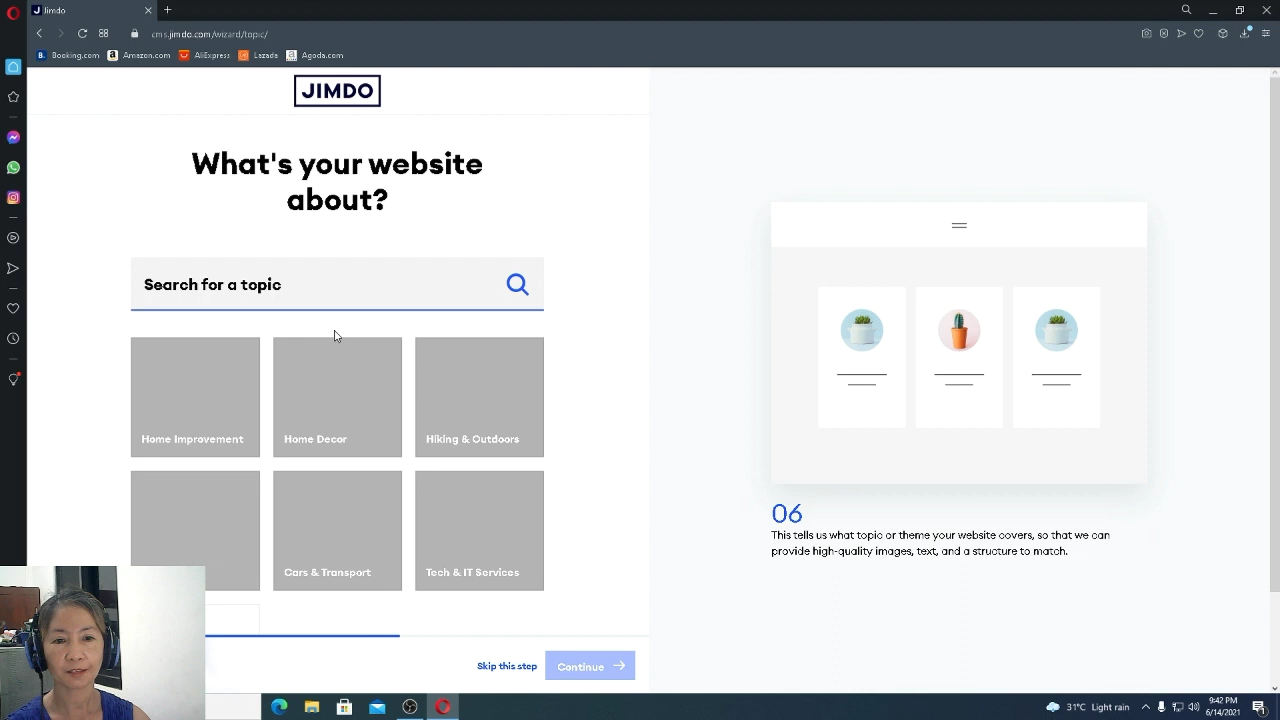 Jimdo
cms.jimdo.com/wizard/topic/
Booking.com
Amazon.com
AliExpress
Lazada
Agoda.com
JIMDO
What's your website
about?
Search for a topic
Home Improvement
Home Decor
Hiking & Outdoors
Cars & Transport
Tech & IT Services
Skip this step
Continue
06
This tells us what topic or theme your website covers, so that we can
provide high-quality images, text, and a structure to match.
31°C Light rain
9:42 PM
6/14/2021